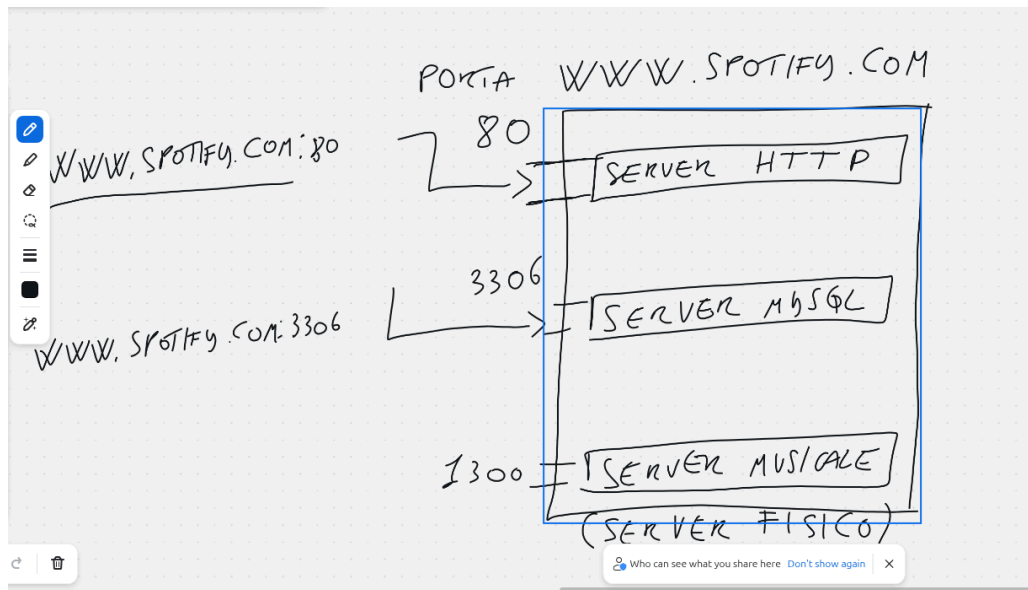 PORTA WWW.SPOTIFY.COM
80
WWW.SPOTIFY.COM:80
SERVER HTTP
3306
SERVER MYSQL
WWW.SPOTIFY.COM:3306
1300
SERVER MUSICALE
(SERVER FISICO)
Who can see what you share here Don't show again